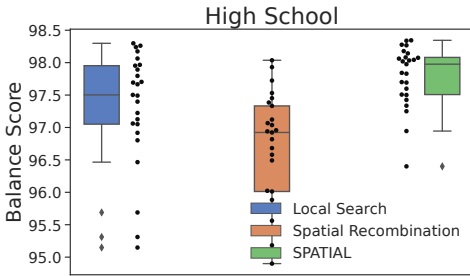 High School
Balance Score
98.5
98.0
97.5
97.0
96.5
96.0
95.5
95.0
Local Search
Spatial Recombination
SPATIAL